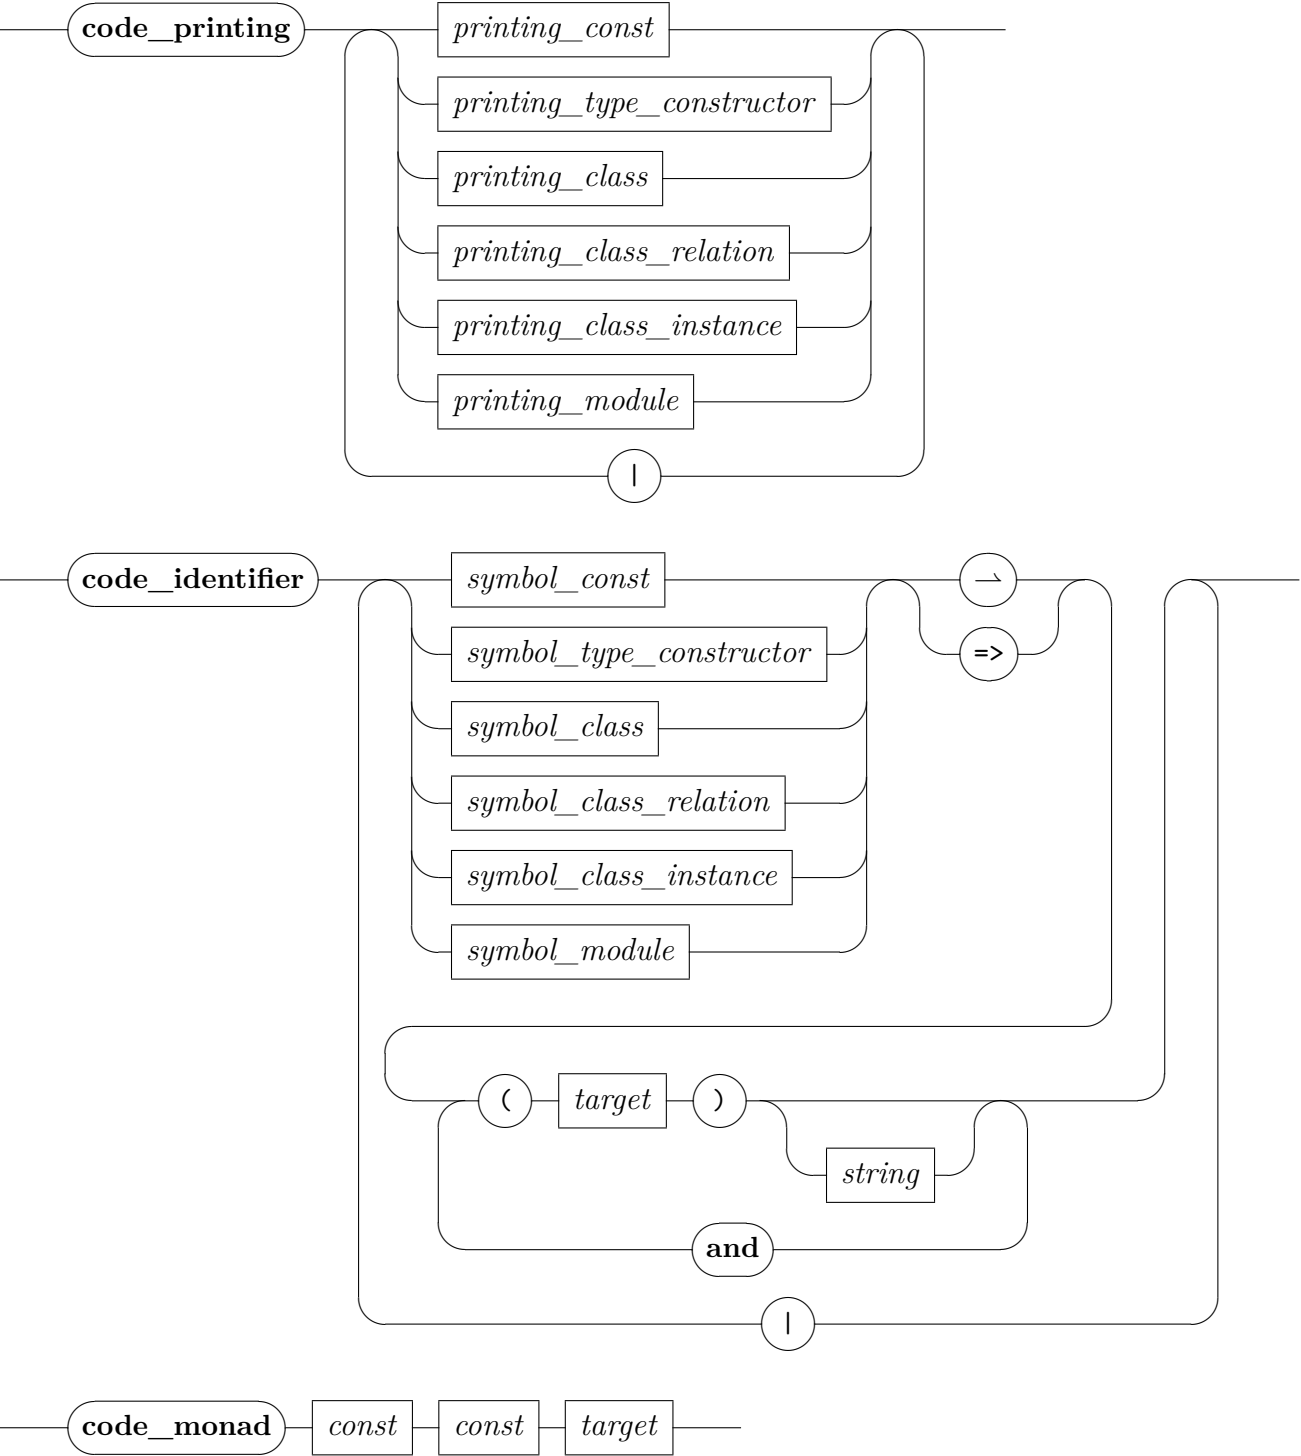 code_printing printing_const
printing_type_constructor
printing_class
printing_class_relation
printing_class_instance
printing_module
|
code_identifier symbol_const ⇀
symbol_type_constructor =>
symbol_class
symbol_class_relation
symbol_class_instance
symbol_module
( target )
string
and
|
code_monad const const target